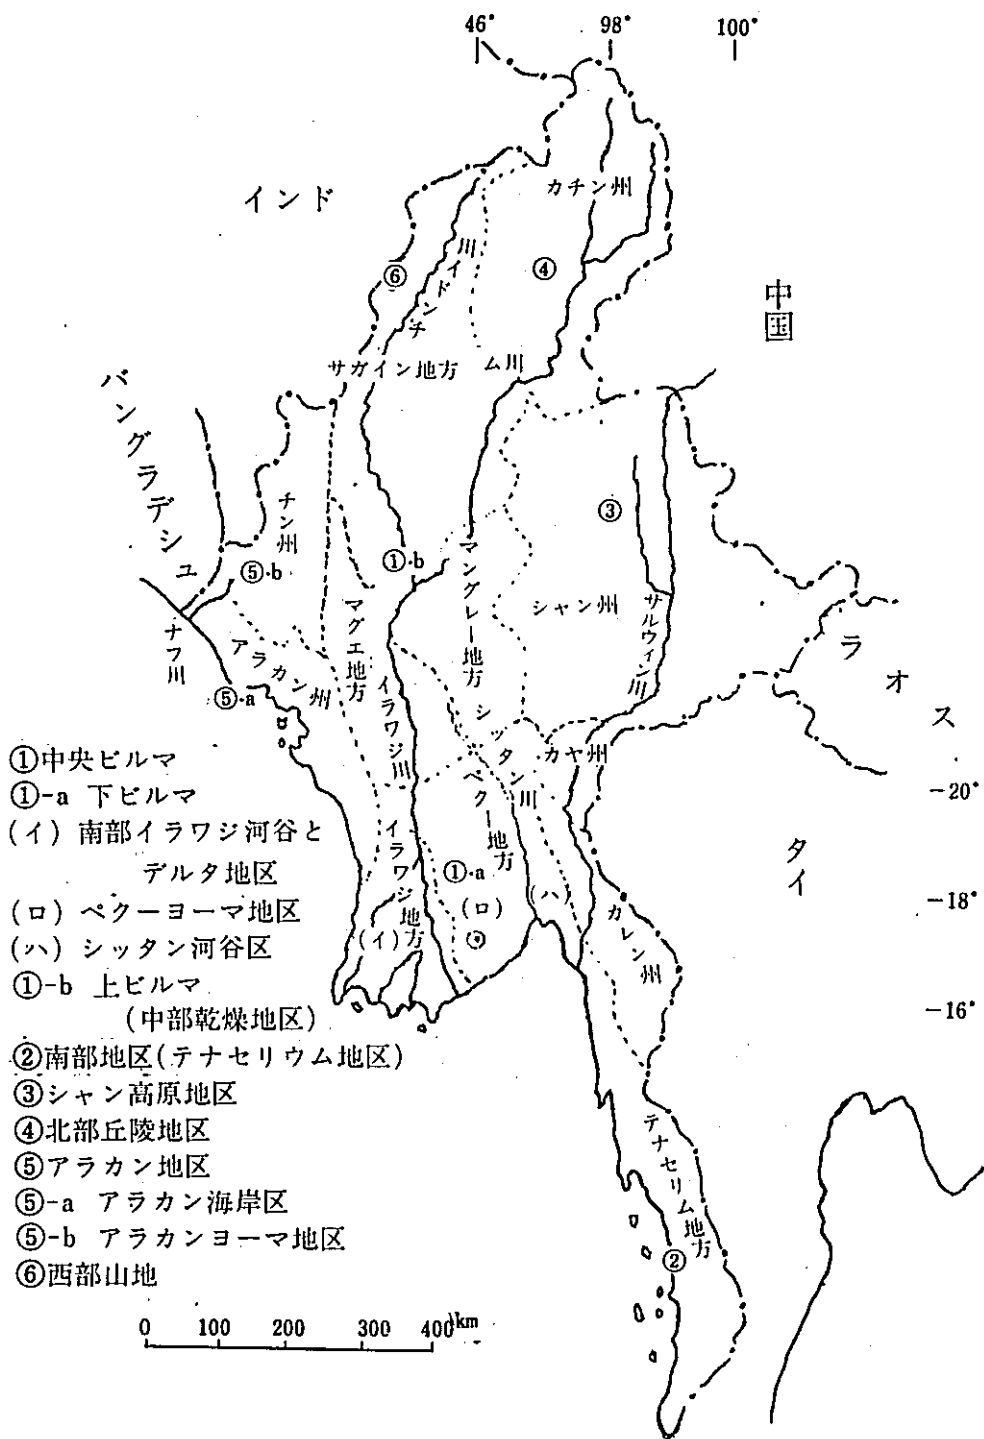 46° 98° 100°
インド
カチン州
チンドイ川
⑥
④
中国
サガイン地方
ム川
バングラデシュ
チン州
③
①-b
⑤-b
マングレー地方
シャン州
サルウィン川
マグエ地方
ナフ川
アラカン州
⑤-a
イラワジ川
シッタン川
カヤ州
ラオス
ペクー地方
-20°
タイ
イラワジ地方
①-a
(イ)
(ロ)
(ハ)
カレン州
-18°
-16°
①中央ビルマ
①-a 下ビルマ
(イ) 南部イラワジ河谷と
デルタ地区
(ロ) ペクーヨーマ地区
(ハ) シッタン河谷区
①-b 上ビルマ
(中部乾燥地区)
②南部地区(テナセリウム地区)
③シャン高原地区
④北部丘陵地区
⑤アラカン地区
⑤-a アラカン海岸区
⑤-b アラカンヨーマ地区
⑥西部山地
テナセリム地方
②
0 100 200 300 400km